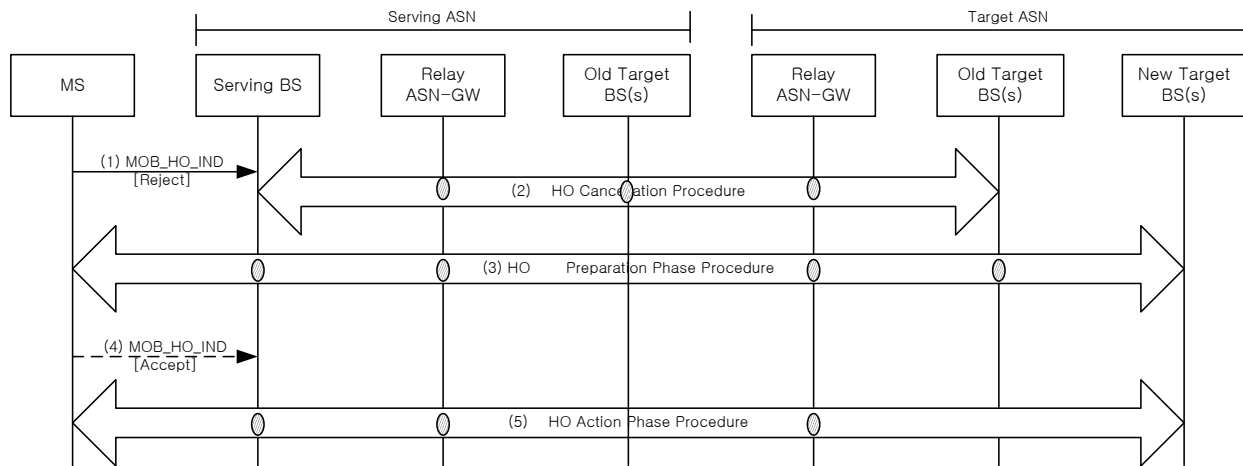 Serving ASN
Target ASN
MS
Serving BS
Relay
ASN-GW
Old Target
BS(s)
Relay
ASN-GW
Old Target
BS(s)
New Target
BS(s)
(1) MOB_HO_IND
[Reject]
(2) HO Cancellation Procedure
(3) HO Preparation Phase Procedure
(4) MOB_HO_IND
[Accept]
(5) HO Action Phase Procedure